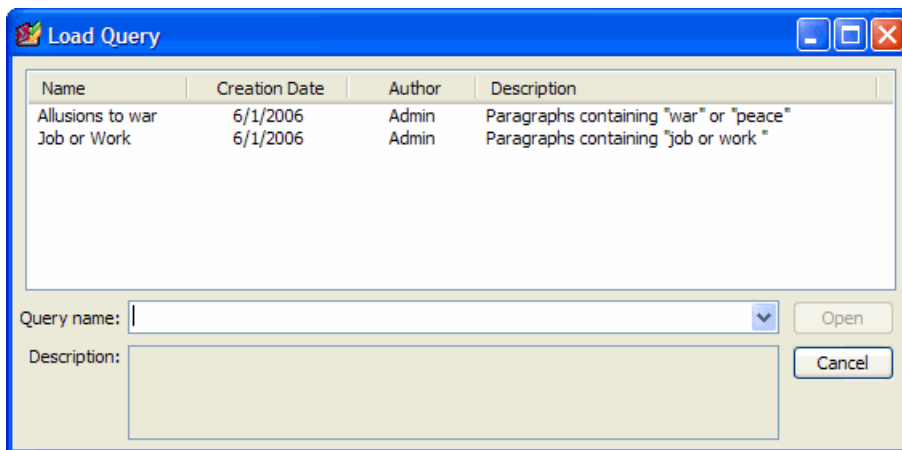 Load Query
Name Creation Date Author Description
Allusions to war 6/1/2006 Admin Paragraphs containing "war" or "peace"
Job or Work 6/1/2006 Admin Paragraphs containing "job or work "
Query name: Open
Description: Cancel